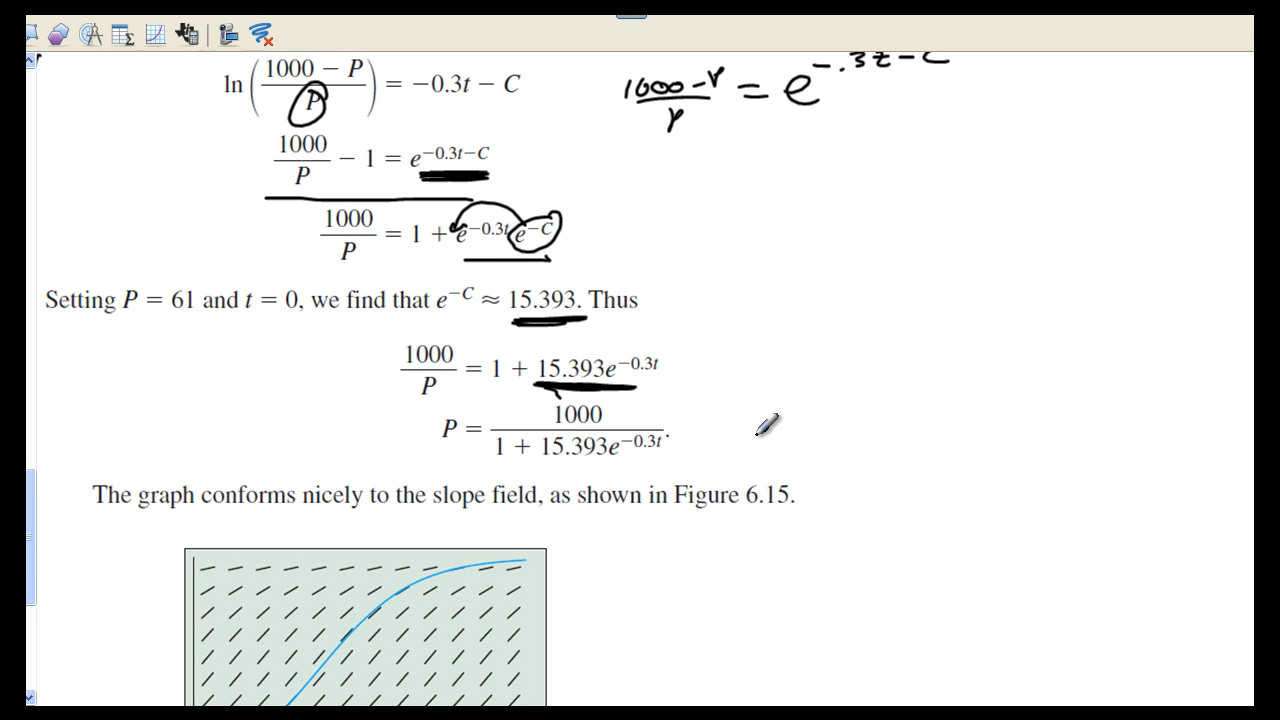 ln((1000 − P)/P) = −0.3t − C
(1000 − P)/P = e^(−.3t − C)
1000/P − 1 = e^(−0.3t−C)
1000/P = 1 + e^(−0.3t)e^(−C)
Setting P = 61 and t = 0, we find that e^(−C) ≈ 15.393. Thus
1000/P = 1 + 15.393e^(−0.3t)
P = 1000/(1 + 15.393e^(−0.3t)).
The graph conforms nicely to the slope field, as shown in Figure 6.15.